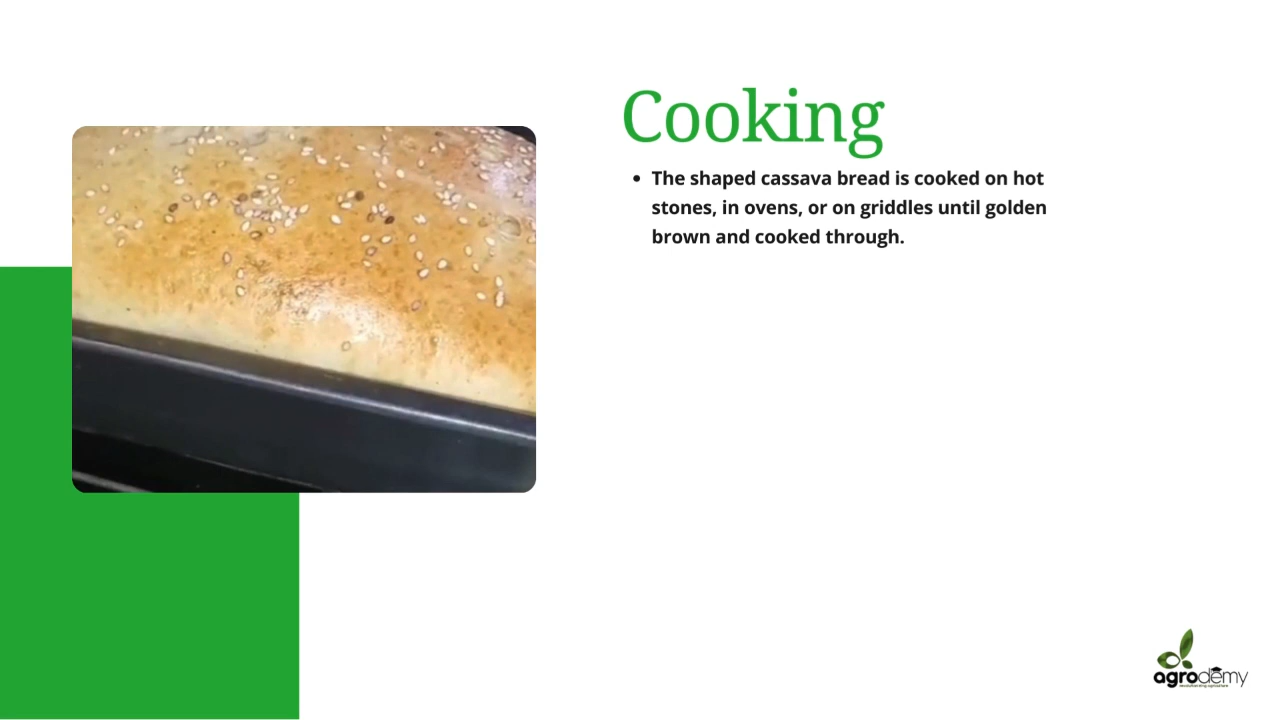 Cooking
• The shaped cassava bread is cooked on hot
stones, in ovens, or on griddles until golden
brown and cooked through.
agrodemy